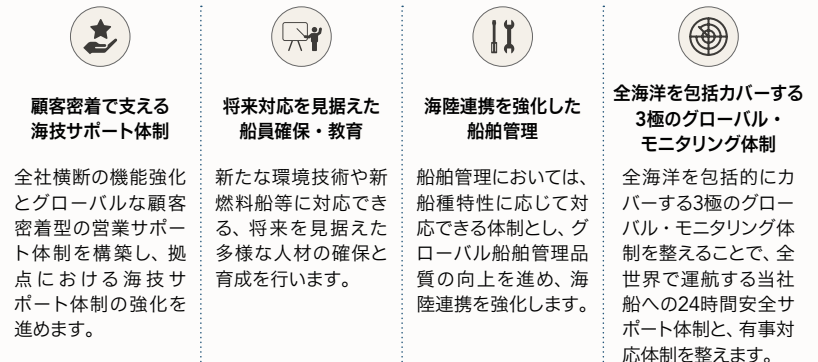 顧客密着で支える
海技サポート体制
全社横断の機能強化
とグローバルな顧客
密着型の営業サポー
ト体制を構築し、拠
点における海技サ
ポート体制の強化を
進めます。
将来対応を見据えた
船員確保・教育
新たな環境技術や新
燃料船等に対応でき
る、将来を見据えた
多様な人材の確保と
育成を行います。
海陸連携を強化した
船舶管理
船舶管理においては、
船種特性に応じて対
応できる体制とし、グ
ローバル船舶管理品
質の向上を進め、海
陸連携を強化します。
全海洋を包括カバーする
3極のグローバル・
モニタリング体制
全海洋を包括的にカ
バーする3極のグロー
バル・モニタリング体
制を整えることで、全
世界で運航する当社
船への24時間安全サ
ポート体制と、有事対
応体制を整えます。